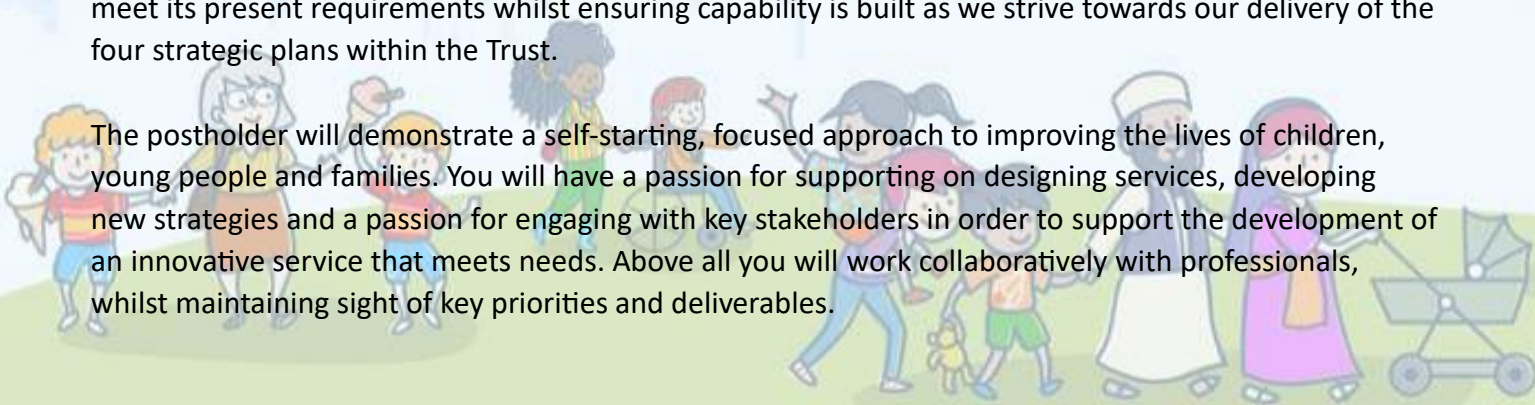 meet its present requirements whilst ensuring capability is built as we strive towards our delivery of the
four strategic plans within the Trust.
The postholder will demonstrate a self-starting, focused approach to improving the lives of children,
young people and families. You will have a passion for supporting on designing services, developing
new strategies and a passion for engaging with key stakeholders in order to support the development of
an innovative service that meets needs. Above all you will work collaboratively with professionals,
whilst maintaining sight of key priorities and deliverables.